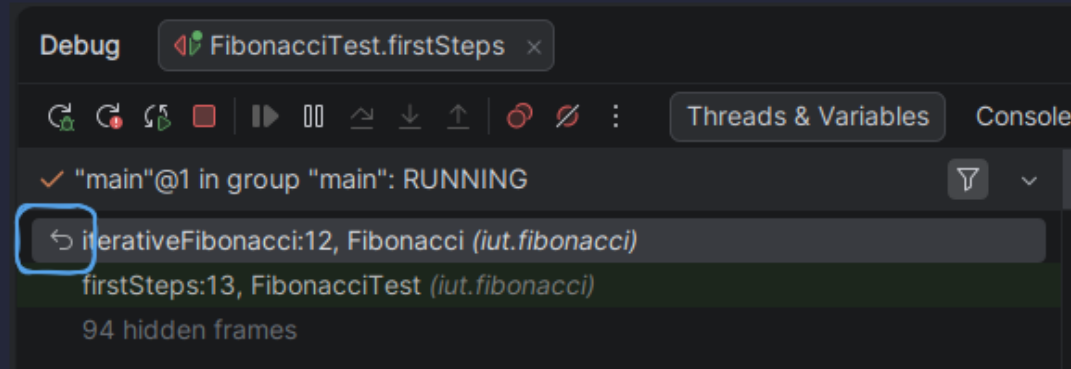 Debug FibonacciTest.firstSteps
Threads & Variables Console
"main"@1 in group "main": RUNNING
iterativeFibonacci:12, Fibonacci (iut.fibonacci)
firstSteps:13, FibonacciTest (iut.fibonacci)
94 hidden frames